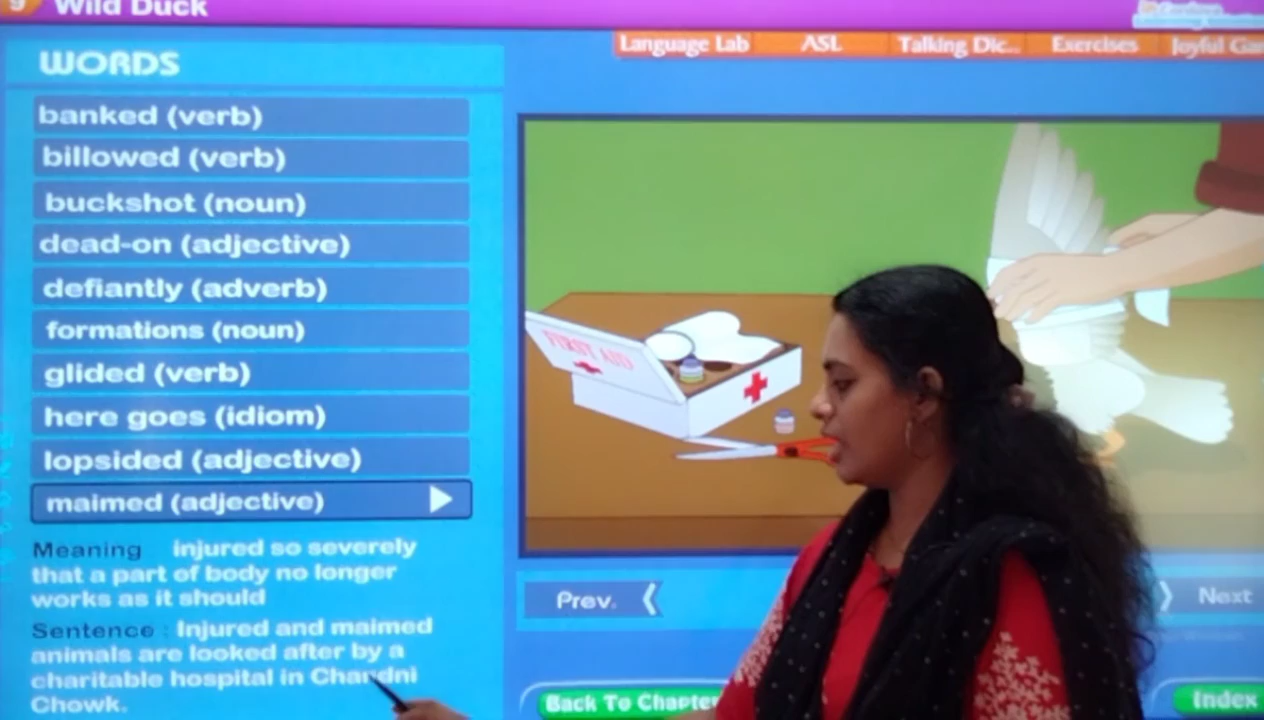 9 Wild Duck
Language Lab ASL Talking Dic... Exercises Joyful
WORDS
banked (verb)
billowed (verb)
buckshot (noun)
dead-on (adjective)
defiantly (adverb)
formations (noun)
glided (verb)
here goes (idiom)
lopsided (adjective)
maimed (adjective)
Meaning injured so severely
that a part of body no longer
works as it should
Sentence : Injured and maimed
animals are looked after by a
charitable hospital in Chandni
Chowk.
FIRST AID
Prev.
Next
Back To Chapter
Index